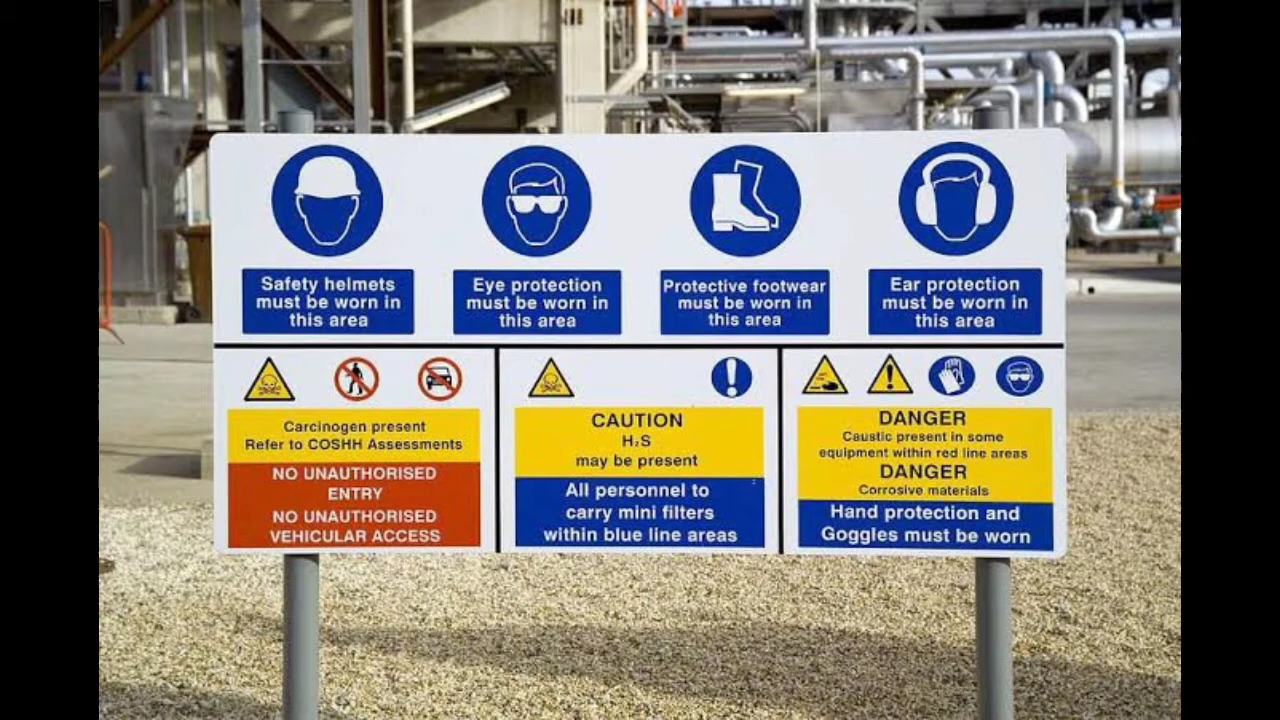 Safety helmets
must be worn in
this area
Eye protection
must be worn in
this area
Protective footwear
must be worn in
this area
Ear protection
must be worn in
this area
Carcinogen present
Refer to COSHH Assessments
NO UNAUTHORISED
ENTRY
NO UNAUTHORISED
VEHICULAR ACCESS
CAUTION
H₂S
may be present
All personnel to
carry mini filters
within blue line areas
DANGER
Caustic present in some
equipment within red line areas
DANGER
Corrosive materials
Hand protection and
Goggles must be worn